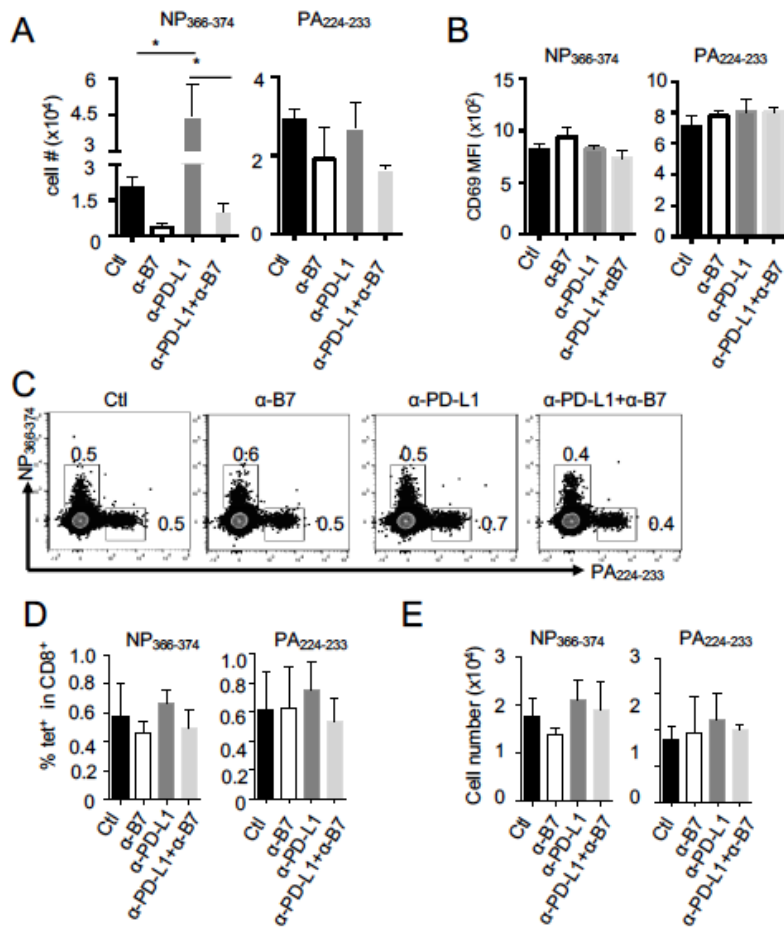 A
NP366-374
PA224-233
*
*
cell # (x10⁴)
6
4.5
3
3
1.5
0
4
2
0
Ctl
α-B7
α-PD-L1
α-PD-L1+α-B7
Ctl
α-B7
α-PD-L1
α-PD-L1+α-B7
B
NP366-374
PA224-233
CD69 MFI (x10²)
15
10
5
0
8
6
4
2
0
Ctl
α-B7
α-PD-L1
α-PD-L1+αB7
Ctl
α-B7
α-PD-L1
α-PD-L1+α-B7
C
Ctl
α-B7
α-PD-L1
α-PD-L1+α-B7
NP366-374
0.5
0.5
0.6
0.5
0.5
0.7
0.4
0.4
PA224-233
D
NP366-374
PA224-233
% tet⁺ in CD8⁺
1.0
0.8
0.6
0.4
0.2
0
1.0
0.8
0.6
0.4
0.2
0
Ctl
α-B7
α-PD-L1
α-PD-L1+α-B7
Ctl
α-B7
α-PD-L1
α-PD-L1+α-B7
E
NP366-374
PA224-233
Cell number (x10⁴)
3
2
1
0
3
2
1
0
Ctl
α-B7
α-PD-L1
α-PD-L1+α-B7
Ctl
α-B7
α-PD-L1
α-PD-L1+α-B7